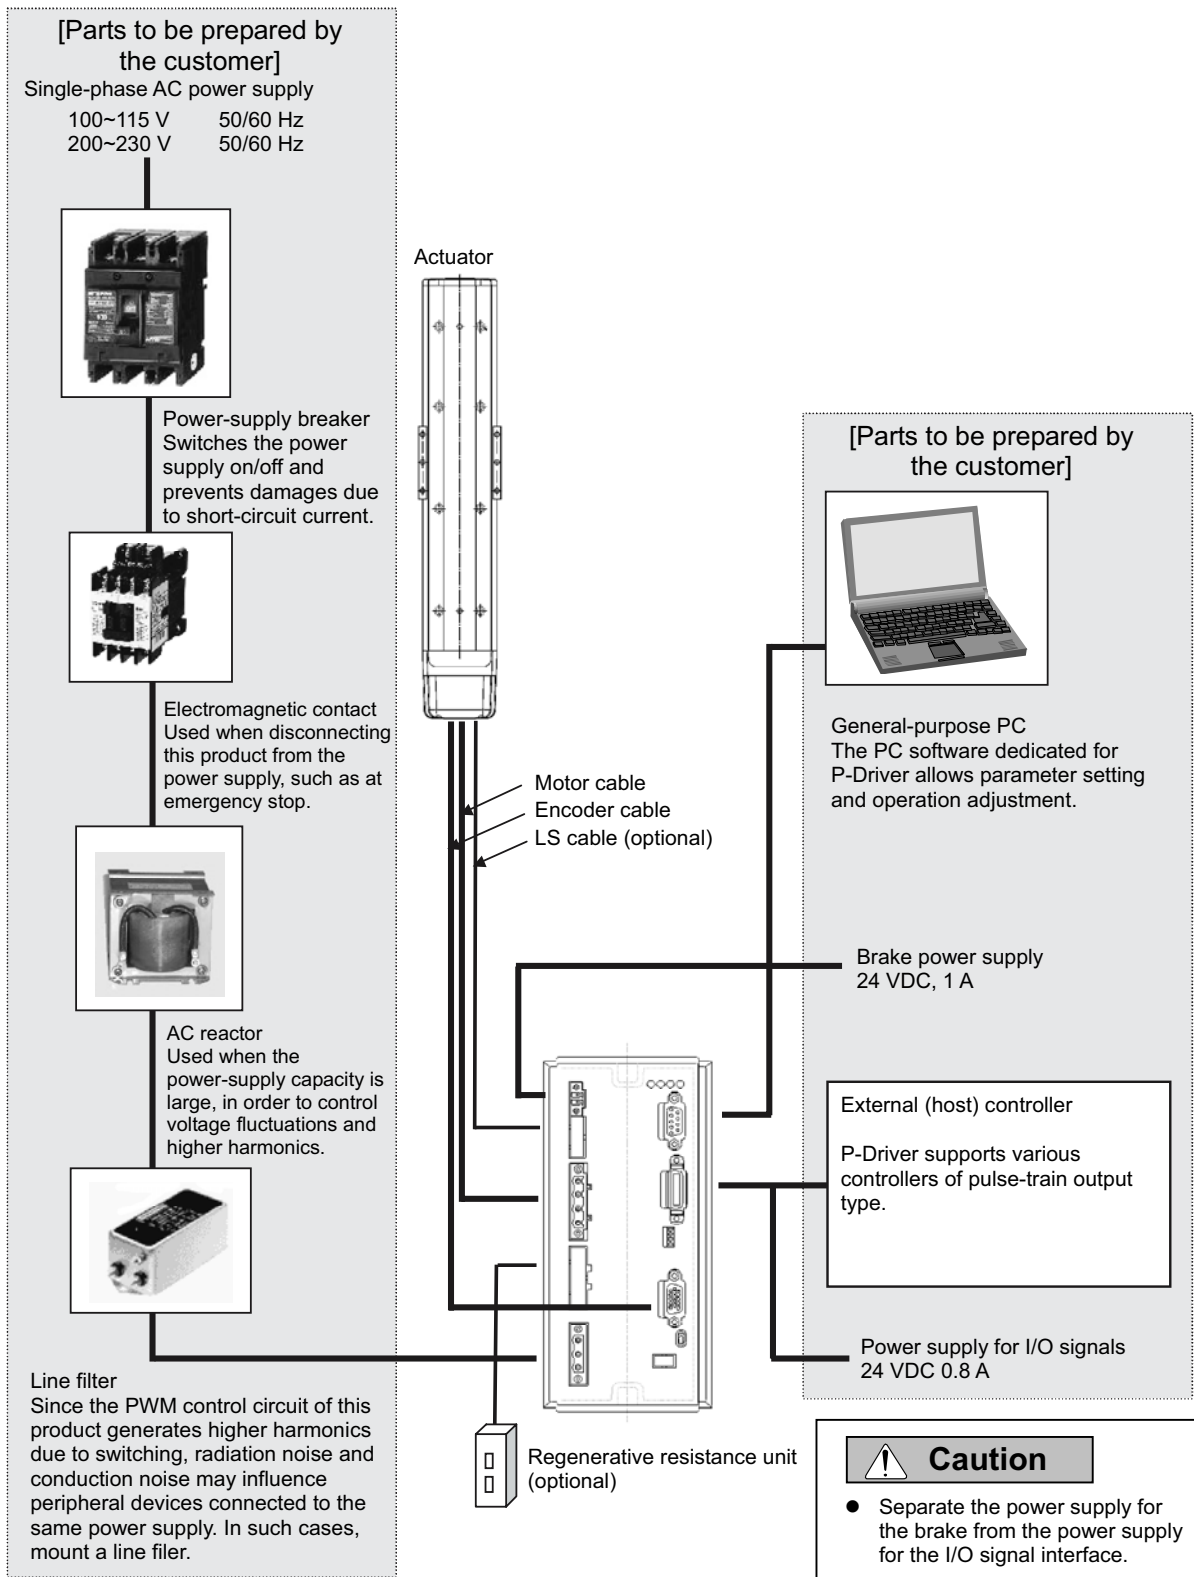 [Parts to be prepared by
the customer]
Single-phase AC power supply
100~115 V 50/60 Hz
200~230 V 50/60 Hz
Power-supply breaker
Switches the power
supply on/off and
prevents damages due
to short-circuit current.
Electromagnetic contact
Used when disconnecting
this product from the
power supply, such as at
emergency stop.
AC reactor
Used when the
power-supply capacity is
large, in order to control
voltage fluctuations and
higher harmonics.
Line filter
Since the PWM control circuit of this
product generates higher harmonics
due to switching, radiation noise and
conduction noise may influence
peripheral devices connected to the
same power supply. In such cases,
mount a line filer.
Actuator
Motor cable
Encoder cable
LS cable (optional)
Regenerative resistance unit
(optional)
[Parts to be prepared by
the customer]
General-purpose PC
The PC software dedicated for
P-Driver allows parameter setting
and operation adjustment.
Brake power supply
24 VDC, 1 A
External (host) controller
P-Driver supports various
controllers of pulse-train output
type.
Power supply for I/O signals
24 VDC 0.8 A
Caution
● Separate the power supply for
the brake from the power supply
for the I/O signal interface.